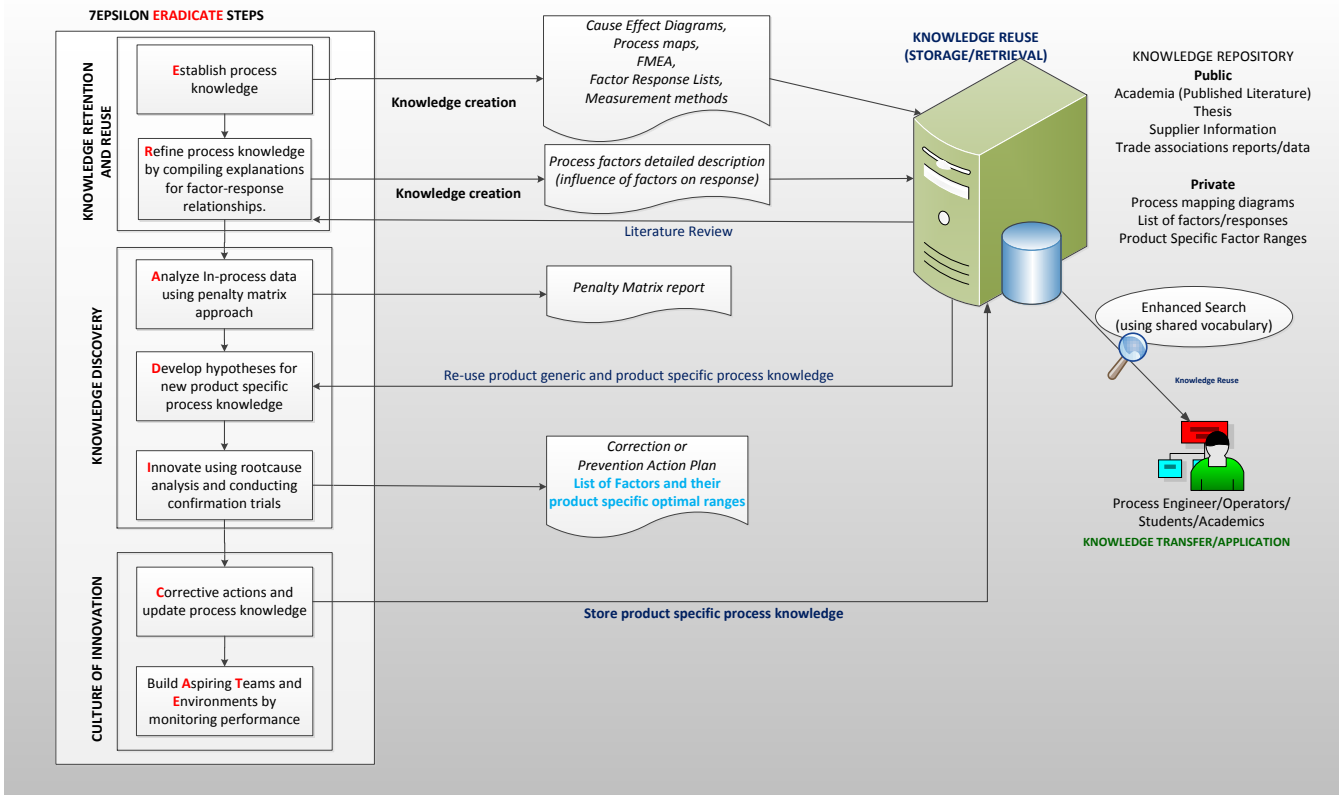 7EPSILON ERADICATE STEPS
KNOWLEDGE RETENTION
AND REUSE
Establish process
knowledge
Refine process knowledge
by compiling explanations
for factor-response
relationships.
KNOWLEDGE DISCOVERY
Analyze In-process data
using penalty matrix
approach
Develop hypotheses for
new product specific
process knowledge
Innovate using rootcause
analysis and conducting
confirmation trials
CULTURE OF INNOVATION
Corrective actions and
update process knowledge
Build Aspiring Teams and
Environments by
monitoring performance
Knowledge creation
Cause Effect Diagrams,
Process maps,
FMEA,
Factor Response Lists,
Measurement methods
Knowledge creation
Process factors detailed description
(influence of factors on response)
Literature Review
Penalty Matrix report
Re-use product generic and product specific process knowledge
Correction or
Prevention Action Plan
List of Factors and their
product specific optimal ranges
Store product specific process knowledge
KNOWLEDGE REUSE
(STORAGE/RETRIEVAL)
KNOWLEDGE REPOSITORY
Public
Academia (Published Literature)
Thesis
Supplier Information
Trade associations reports/data
Private
Process mapping diagrams
List of factors/responses
Product Specific Factor Ranges
Enhanced Search
(using shared vocabulary)
Knowledge Reuse
Process Engineer/Operators/
Students/Academics
KNOWLEDGE TRANSFER/APPLICATION